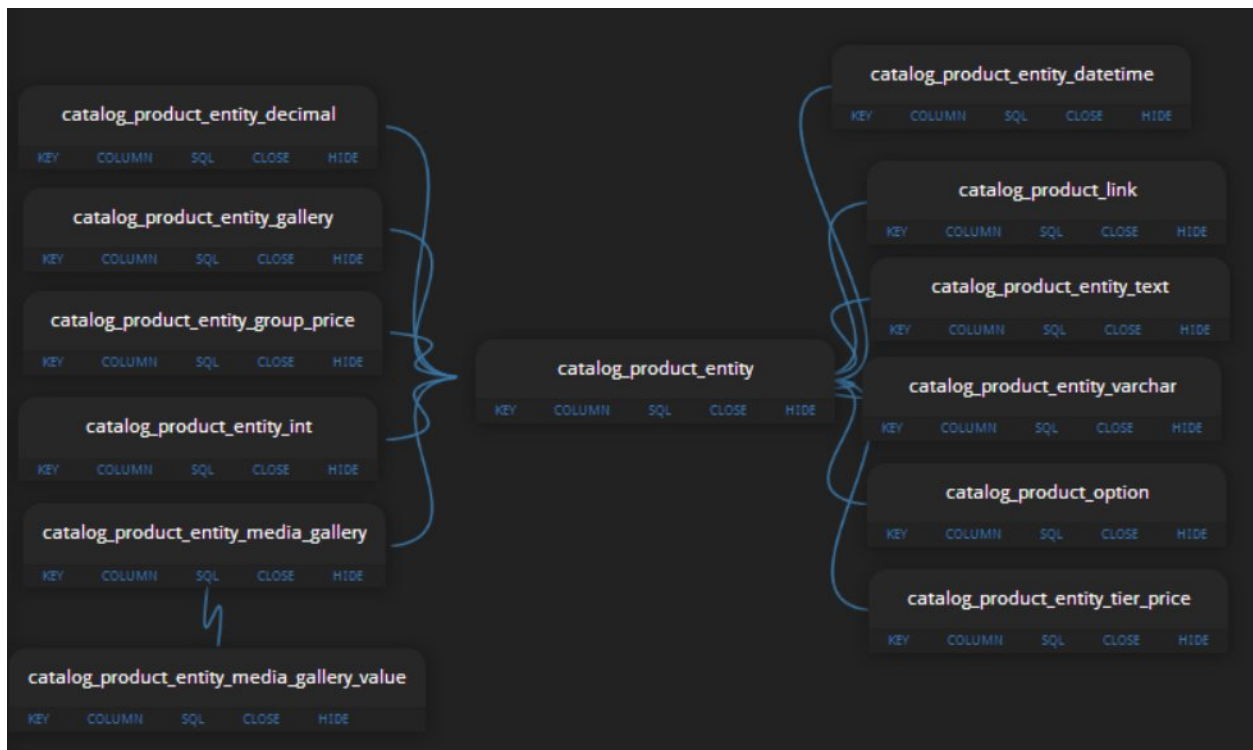 catalog_product_entity_decimal
KEY COLUMN SQL CLOSE HIDE
catalog_product_entity_gallery
KEY COLUMN SQL CLOSE HIDE
catalog_product_entity_group_price
KEY COLUMN SQL CLOSE HIDE
catalog_product_entity_int
KEY COLUMN SQL CLOSE HIDE
catalog_product_entity_media_gallery
KEY COLUMN SQL CLOSE HIDE
catalog_product_entity_media_gallery_value
KEY COLUMN SQL CLOSE HIDE
catalog_product_entity
KEY COLUMN SQL CLOSE HIDE
catalog_product_entity_datetime
KEY COLUMN SQL CLOSE HIDE
catalog_product_link
KEY COLUMN SQL CLOSE HIDE
catalog_product_entity_text
KEY COLUMN SQL CLOSE HIDE
catalog_product_entity_varchar
KEY COLUMN SQL CLOSE HIDE
catalog_product_option
KEY COLUMN SQL CLOSE HIDE
catalog_product_entity_tier_price
KEY COLUMN SQL CLOSE HIDE